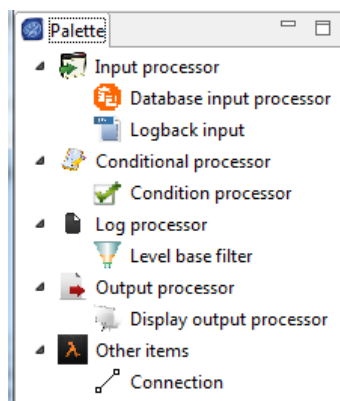 Palette
Input processor
Database input processor
Logback input
Conditional processor
Condition processor
Log processor
Level base filter
Output processor
Display output processor
Other items
Connection